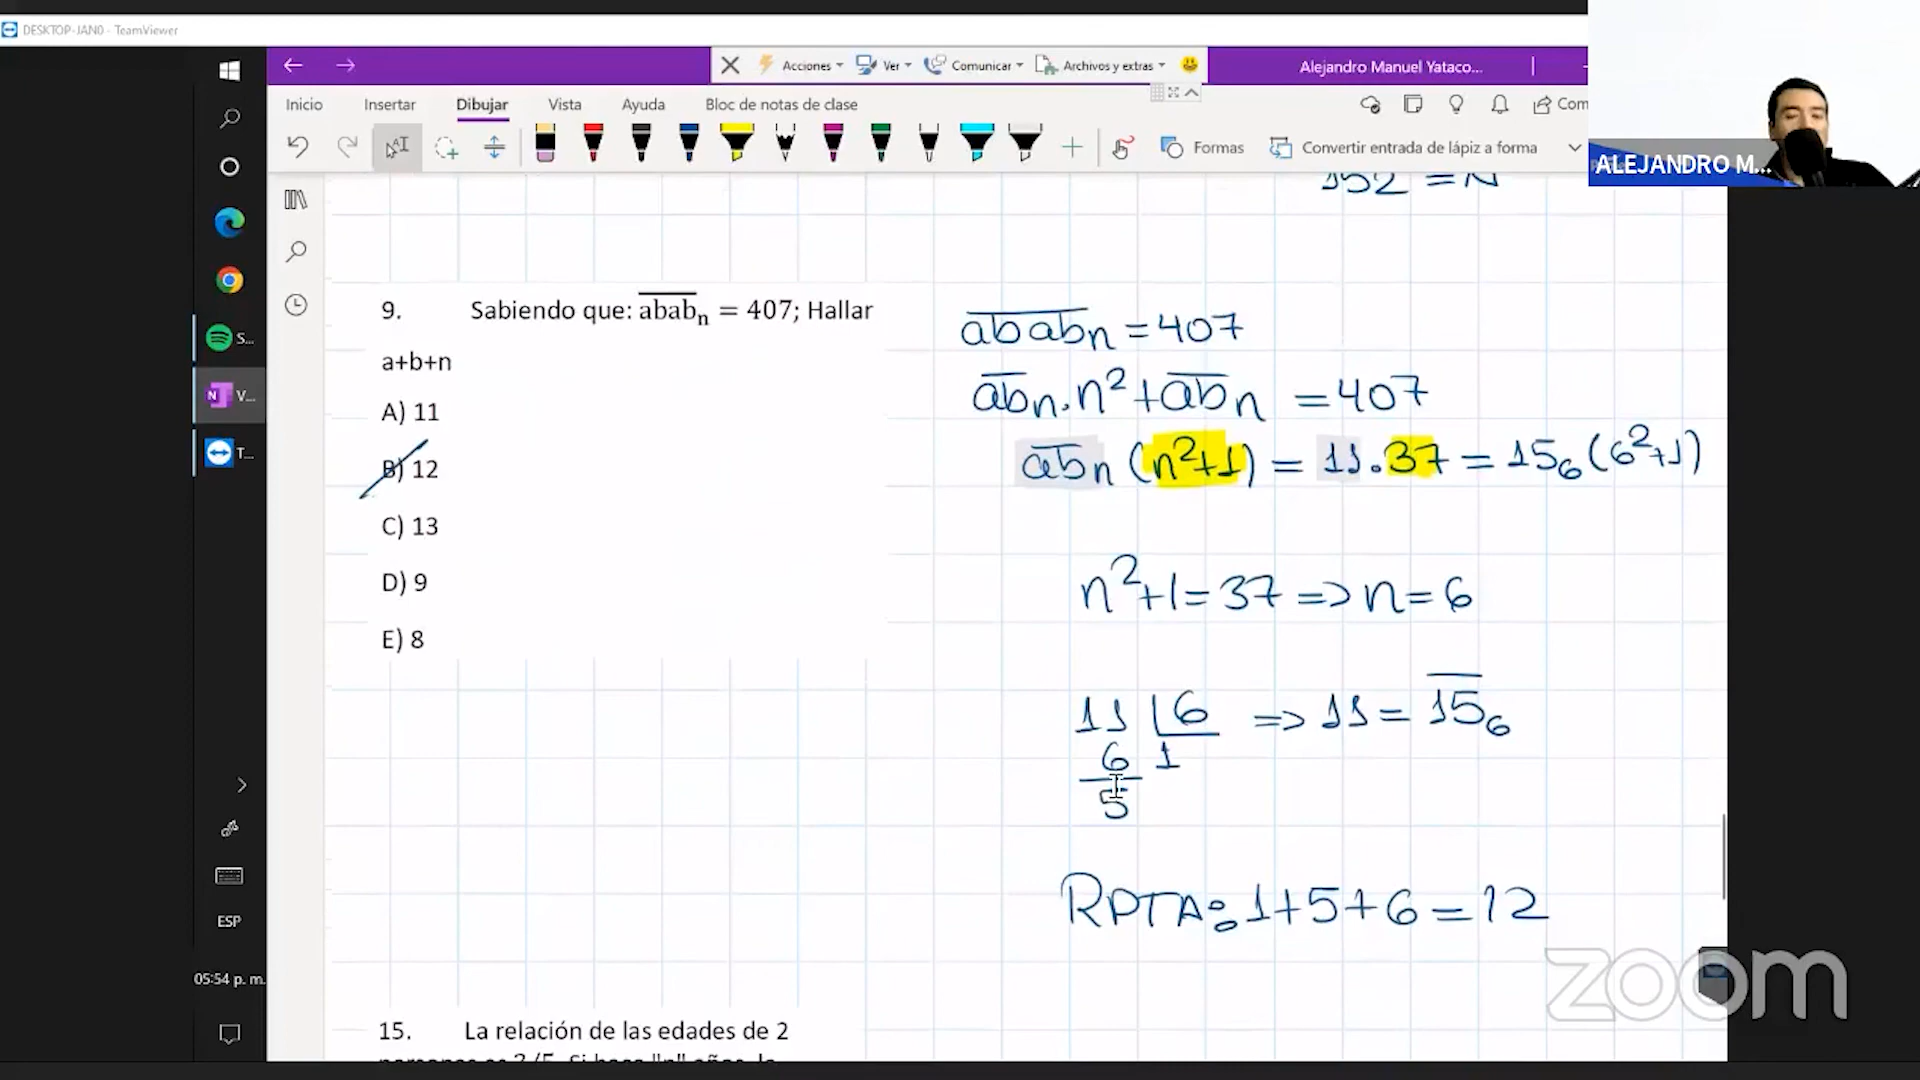 DESKTOP-JAN0 - TeamViewer
Acciones
Ver
Comunicar
Archivos y extras
Alejandro Manuel Yataco...
Inicio
Insertar
Dibujar
Vista
Ayuda
Bloc de notas de clase
Com
Formas
Convertir entrada de lápiz a forma
ALEJANDRO M...
152 = N
9. Sabiendo que: ababₙ = 407; Hallar
a+b+n
A) 11
B) 12
C) 13
D) 9
E) 8
ababₙ = 407
abₙ.n² + abₙ = 407
abₙ (n²+1) = 11.37 = 15₆(6²+1)
n²+1=37 => n=6
11 | 6 => 11 = 15₆
6 1
5
RPTA: 1+5+6=12
15. La relación de las edades de 2
S...
V...
T...
ESP
05:54 p. m.
zoom